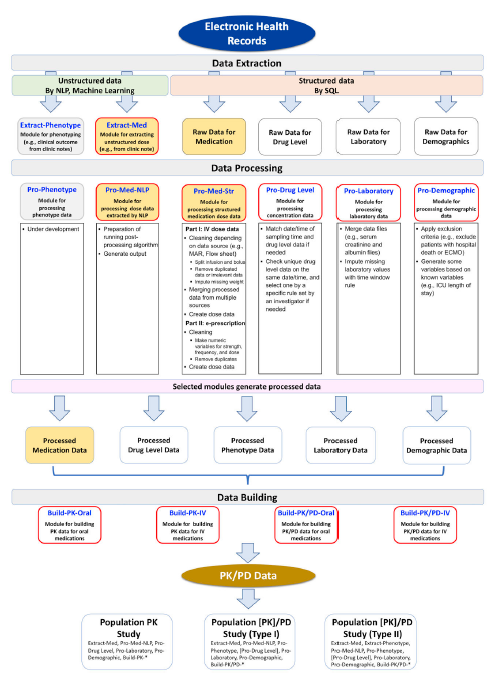 Electronic Health
Records
Data Extraction
Unstructured data
By NLP, Machine Learning
Structured data
By SQL.
Extract-Phenotype
Module for phenotyping
(e.g., clinical outcome
from clinic notes)
Extract-Med
Module for extracting
unstructured dose
(e.g., from clinic note)
Raw Data for
Medication
Raw Data for
Drug Level
Raw Data for
Laboratory
Raw Data for
Demographics
Data Processing
Pro-Phenotype
Module for
processing
phenotype data
• Under development
Pro-Med-NLP
Module for
processing dose data
extracted by NLP
• Preparation of
running post-
processing algorithm
• Generate output
Pro-Med-Str
Module for
processing structured
medication dose data
Part I: IV dose data
• Cleaning depending
on data source (e.g.,
MAR, Flow sheet)
• Split infusion and bolus
• Remove duplicated
data or irrelevant data
• Impute missing weight
• Merging processed
data from multiple
sources
• Create dose data
Part II: e-prescription
• Cleaning
• Make numeric
variables for strength,
frequency, and dose
• Remove duplicates
• Create dose data
Pro-Drug Level
Module for
processing
concentration data
• Match date/time of
sampling time and
drug level data if
needed
• Check unique drug
level data on the
same date/time, and
select one by a
specific rule set by
an investigator if
needed
Pro-Laboratory
Module for
processing
laboratory data
• Merge data files
(e.g., serum
creatinine and
albumin files)
• Impute missing
laboratory values
with time window
rule
Pro-Demographic
Module for
processing
demographic data
• Apply exclusion
criteria (e.g., exclude
patients with hospital
death or ECMO)
• Generate some
variables based on
known variables
(e.g., ICU length of
stay)
Selected modules generate processed data
Processed
Medication Data
Processed
Drug Level Data
Processed
Phenotype Data
Processed
Laboratory Data
Processed
Demographic Data
Data Building
Build-PK-Oral
Module for building
PK data for oral
medications
Build-PK-IV
Module for building
PK data for IV
medications
Build-PK/PD-Oral
Module for building
PK/PD data for oral
medications
Build-PK/PD-IV
Module for building
PK/PD data for IV
medications
PK/PD Data
Population PK
Study
Extract-Med, Pro-Med-NLP, Pro-
Drug Level, Pro-Laboratory, Pro-
Demographic, Build-PK-*
Population [PK]/PD
Study (Type I)
Extract-Med, Pro-Med-NLP, Pro-
Phenotype, [Pro-Drug Level], Pro-
Laboratory, Pro-Demographic,
Build-PK/PD-*
Population [PK]/PD
Study (Type II)
Extract-Med, Extract-Phenotype,
Pro-Med-NLP, Pro-Phenotype,
[Pro-Drug Level], Pro-Laboratory,
Pro-Demographic, Build-PK/PD-*